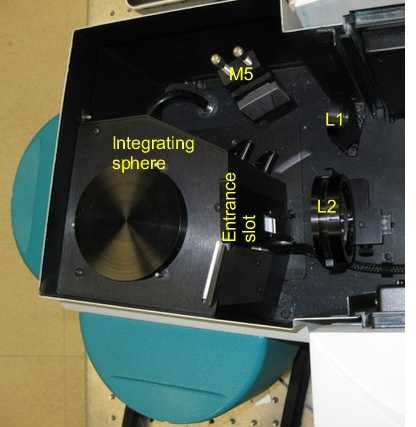 M5
L1
Integrating
sphere
Entrance
slot
L2